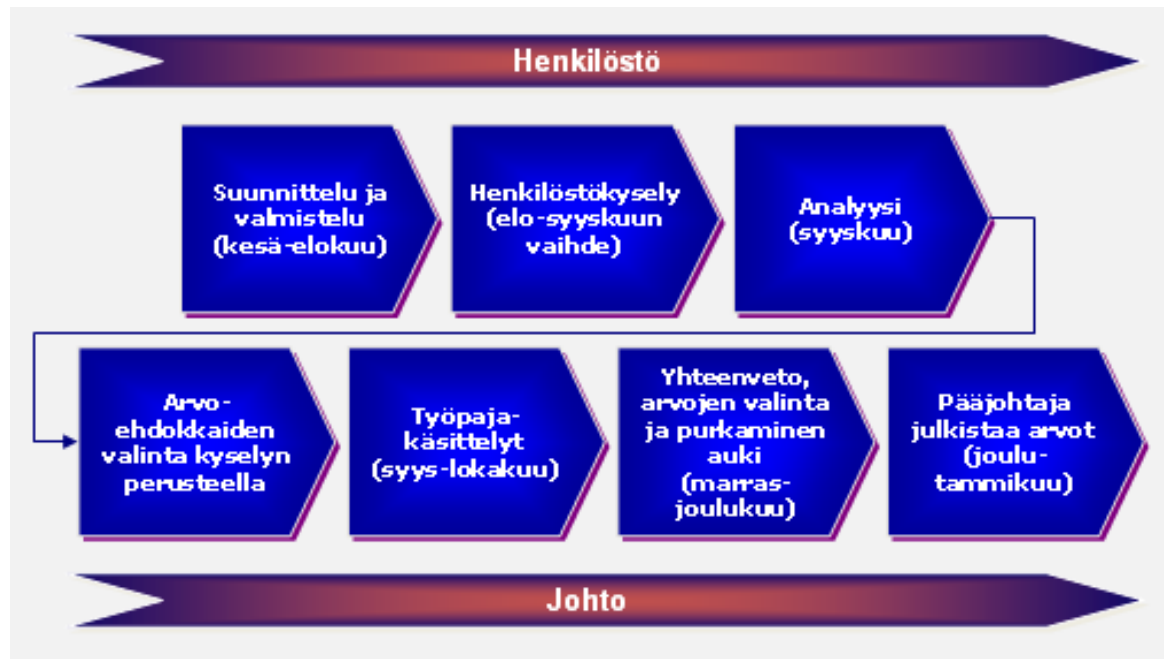 Henkilöstö
Suunnittelu ja
valmistelu
(kesä-elokuu)
Henkilöstökysely
(elo-syyskuun
vaihde)
Analyysi
(syyskuu)
Arvo-
ehdokkaiden
valinta kyselyn
perusteella
Työpaja-
käsittelyt
(syys-lokakuu)
Yhteenveto,
arvojen valinta
ja purkaminen
auki
(marras-
joulukuu)
Pääjohtaja
julkistaa arvot
(joulu-
tammikuu)
Johto